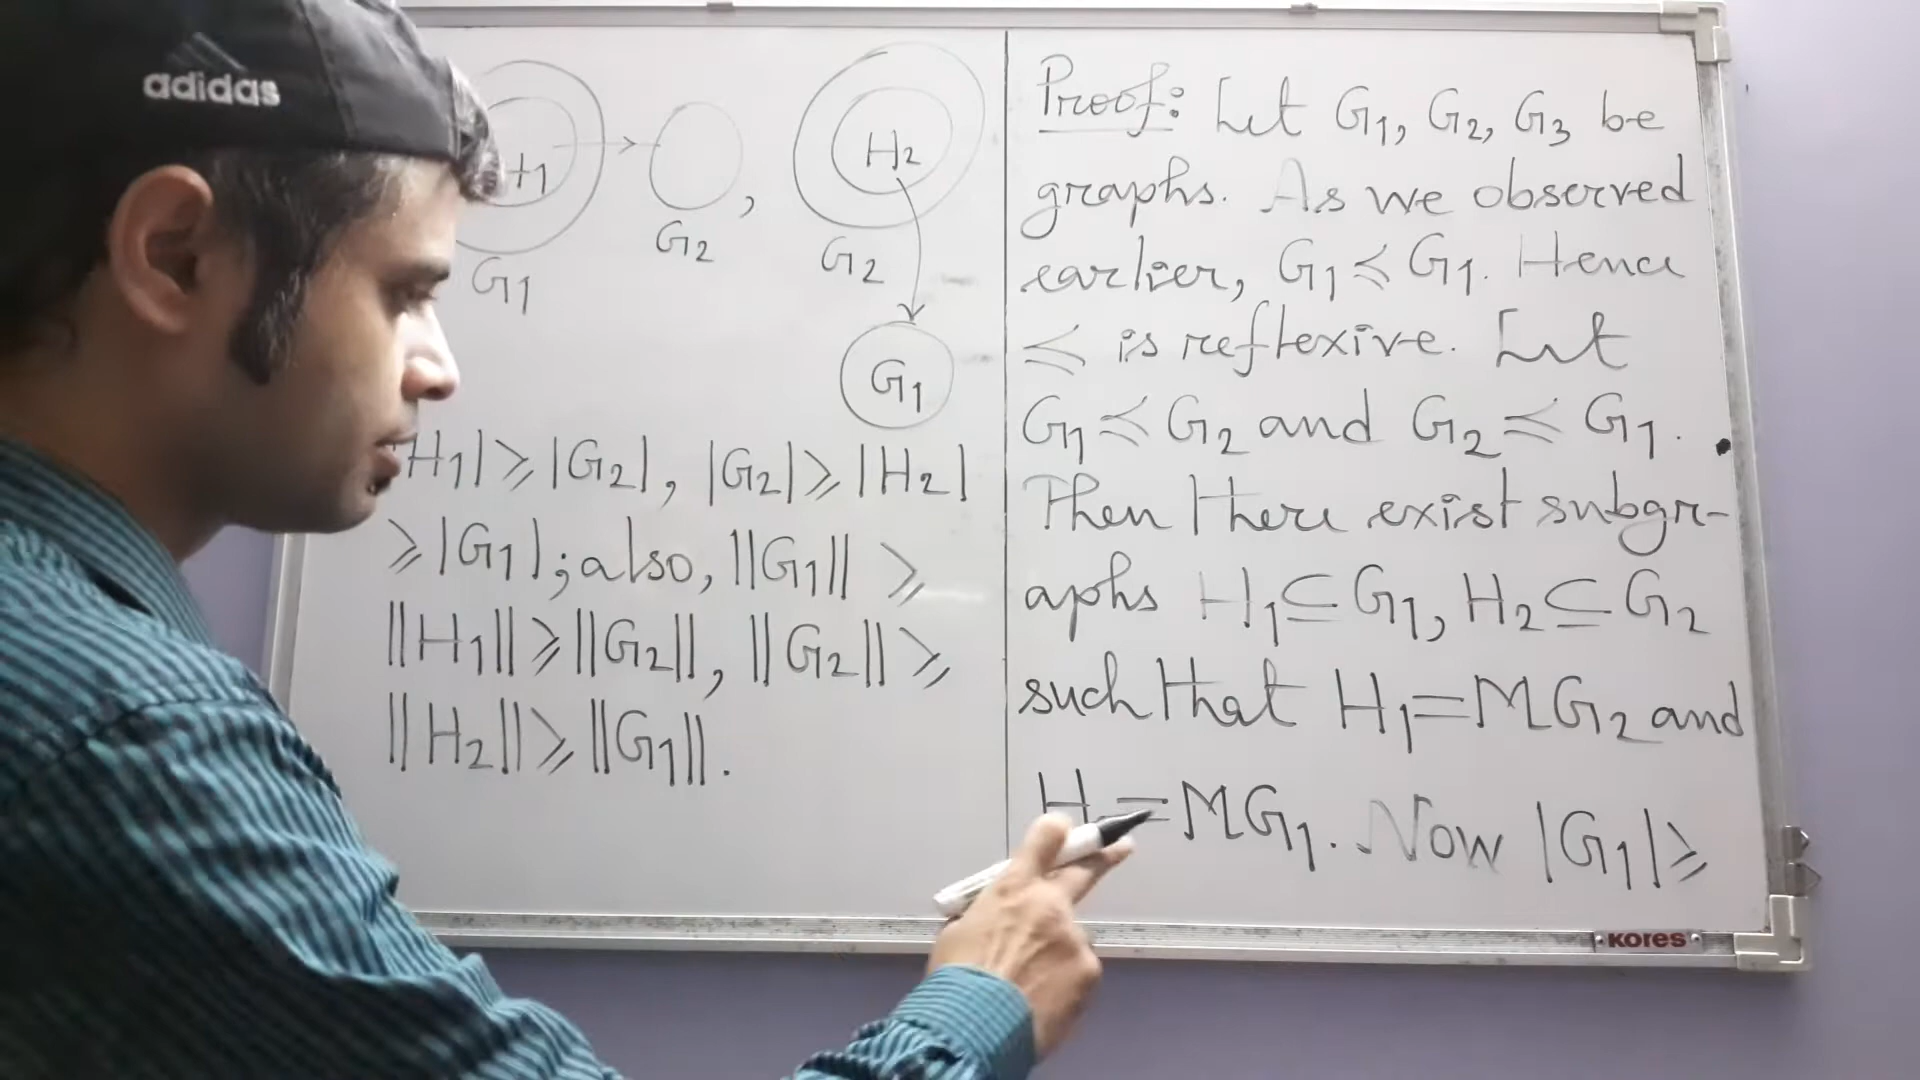 adidas
G₂
,
H₂
G₁
G₂
G₁
Proof: Let G₁, G₂, G₃ be
graphs. As we observed
earlier, G₁ ≼ G₁. Hence
≼ is reflexive. Let
G₁ ≼ G₂ and G₂ ≼ G₁.
Then there exist subgr-
aphs H₁ ⊆ G₁, H₂ ⊆ G₂
such that H₁ = MG₂ and
= MG₁. Now |G₁| ⩾
H₁| ⩾ |G₂|, |G₂| ⩾ |H₂|
⩾ |G₁|; also, ||G₁|| ⩾
||H₁|| ⩾ ||G₂||, ||G₂|| ⩾
||H₂|| ⩾ ||G₁||.
KORES